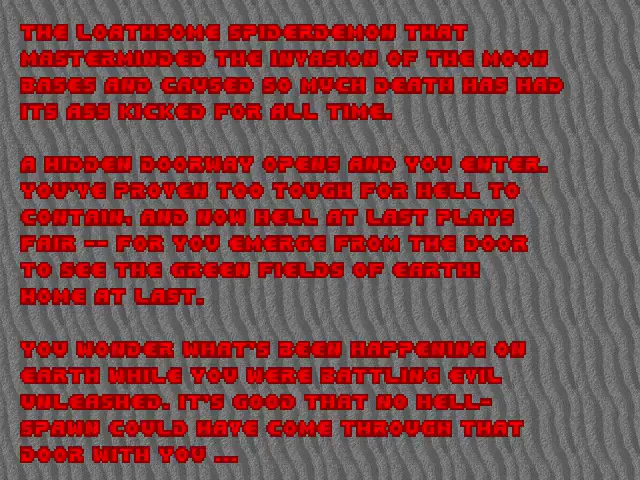 THE LOATHSOME SPIDERDEMON THAT
MASTERMINDED THE INVASION OF THE MOON
BASES AND CAUSED SO MUCH DEATH HAS HAD
ITS ASS KICKED FOR ALL TIME.
A HIDDEN DOORWAY OPENS AND YOU ENTER.
YOU'VE PROVEN TOO TOUGH FOR HELL TO
CONTAIN, AND NOW HELL AT LAST PLAYS
FAIR -- FOR YOU EMERGE FROM THE DOOR
TO SEE THE GREEN FIELDS OF EARTH!
HOME AT LAST.
YOU WONDER WHAT'S BEEN HAPPENING ON
EARTH WHILE YOU WERE BATTLING EVIL
UNLEASHED. IT'S GOOD THAT NO HELL-
SPAWN COULD HAVE COME THROUGH THAT
DOOR WITH YOU ...